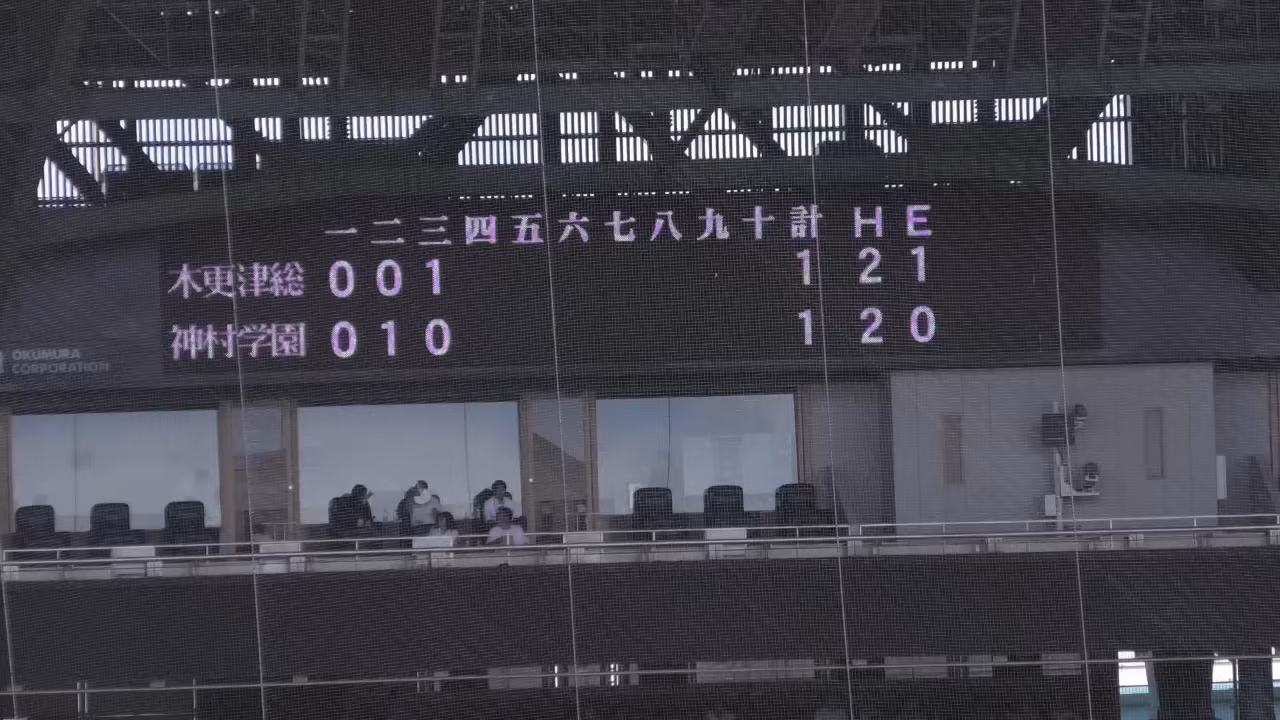 一 二 三 四 五 六 七 八 九 十 計 H E
木更津総 0 0 1 1 2 1
神村学園 0 1 0 1 2 0
OKUMURA
CORPORATION